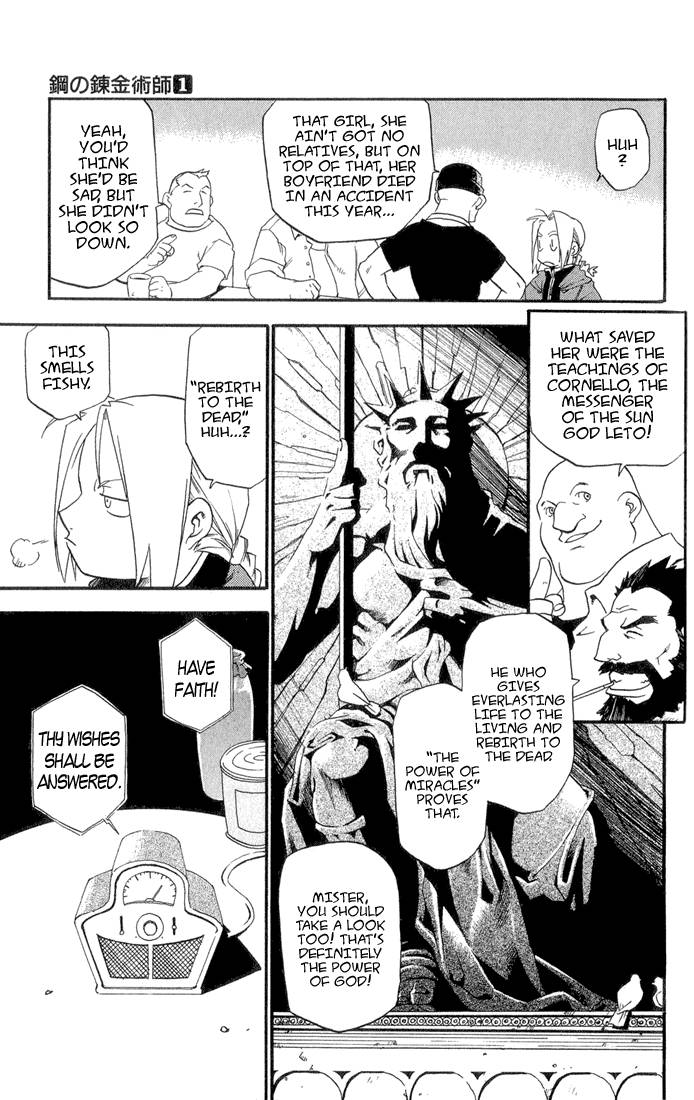 鋼の錬金術師1
HUH
?
THAT GIRL, SHE
AIN'T GOT NO
RELATIVES, BUT ON
TOP OF THAT, HER
BOYFRIEND DIED
IN AN ACCIDENT
THIS YEAR...
YEAH,
YOU'D
THINK
SHE'D BE
SAD, BUT
SHE DIDN'T
LOOK SO
DOWN.
WHAT SAVED
HER WERE THE
TEACHINGS OF
CORNELLO, THE
MESSENGER
OF THE SUN
GOD LETO!
HE WHO
GIVES
EVERLASTING
LIFE TO THE
LIVING AND
REBIRTH TO
THE DEAD
"THE
POWER OF
MIRACLES"
PROVES
THAT.
MISTER,
YOU SHOULD
TAKE A LOOK
TOO! THAT'S
DEFINITELY
THE POWER
OF GOD!
"REBIRTH
TO THE
DEAD,"
HUH...?
THIS
SMELLS
FISHY.
HAVE
FAITH!
THY WISHES
SHALL BE
ANSWERED.